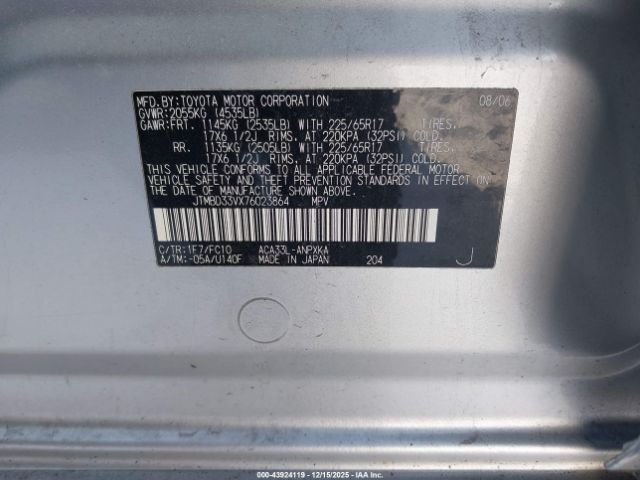 MFD.BY:TOYOTA MOTOR CORPORATION 08/06
GVWR:2055KG (4535LB)
GAWR:FRT. 1145KG (2535LB) WITH 225/65R17 TIRES.
17X6 1/2J RIMS. AT 220KPA (32PSI) COLD.
RR. 1135KG (2505LB) WITH 225/65R17 TIRES.
17X6 1/2J RIMS. AT 220KPA (32PSI) COLD.
THIS VEHICLE CONFORMS TO ALL APPLICABLE FEDERAL MOTOR
VEHICLE SAFETY AND THEFT PREVENTION STANDARDS IN EFFECT ON
THE DATE OF MANUFACTURE SHOWN ABOVE.
JTMBD33VX76023864 MPV
C/TR:1F7/FC10 ACA33L-ANPXKA
A/TM:-05A/U140F MADE IN JAPAN 204 J
00-43924119 - 12/15/2025 - IAA Inc.